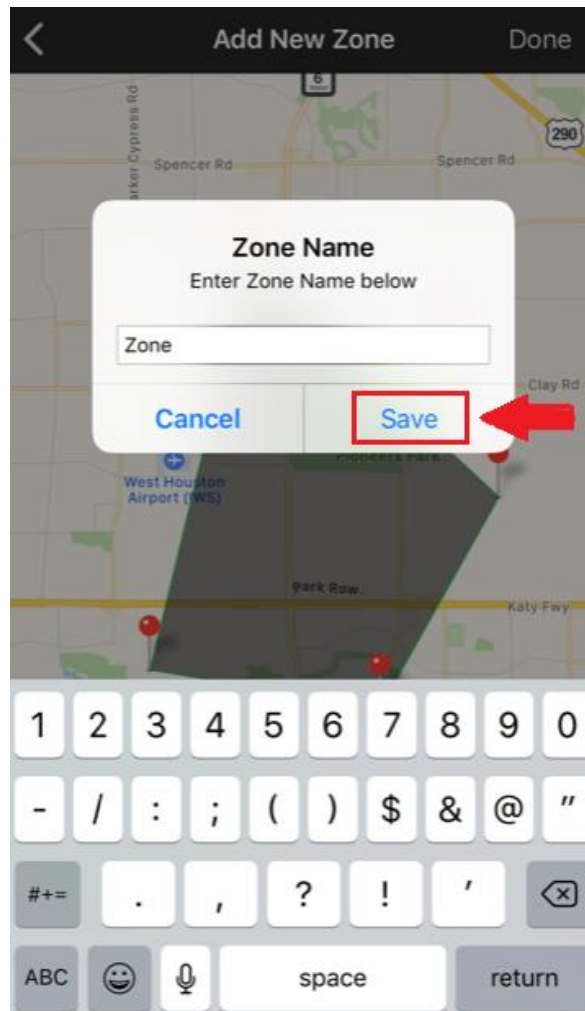 Add New Zone Done
6
290
Spencer Rd Spencer Rd
arker Cypress Rd
Zone Name
Enter Zone Name below
Zone
Clay Rd
Cancel Save
Pioneers Park
West Houston
Airport (IWS)
Park Row
Katy Fwy
1 2 3 4 5 6 7 8 9 0
- / : ; ( ) $ & @ "
#+= . , ? ! '
ABC space return